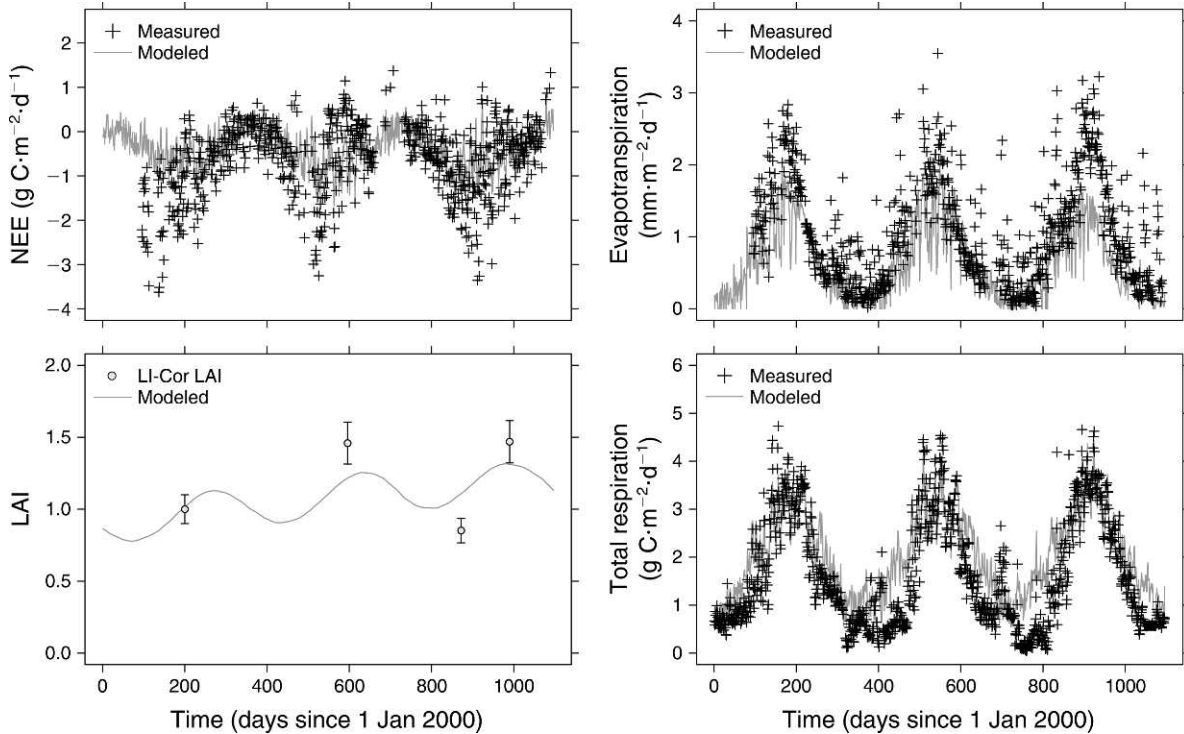 Measured
Modeled
2
1
0
−1
−2
−3
−4
NEE (g C·m−2·d−1)
Measured
Modeled
4
3
2
1
0
Evapotranspiration
(mm·m−2·d−1)
LI-Cor LAI
Modeled
2.0
1.5
1.0
0.5
0.0
LAI
0 200 400 600 800 1000
Time (days since 1 Jan 2000)
Measured
Modeled
6
5
4
3
2
1
0
Total respiration
(g C·m−2·d−1)
0 200 400 600 800 1000
Time (days since 1 Jan 2000)